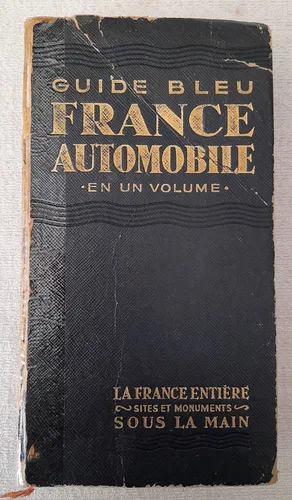 GUIDE BLEU
FRANCE
AUTOMOBILE
• EN UN VOLUME •
LA FRANCE ENTIÈRE
SITES ET MONUMENTS
SOUS LA MAIN